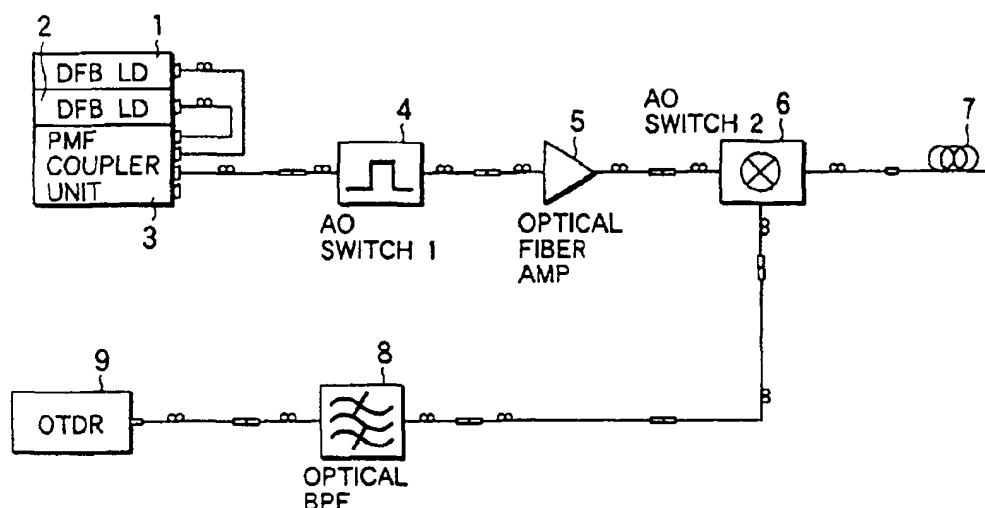 2
1
DFB LD
DFB LD
PMF
COUPLER
UNIT
3
4
AO
SWITCH 1
5
OPTICAL
FIBER
AMP
AO
SWITCH 2
6
7
9
OTDR
8
OPTICAL
BPF